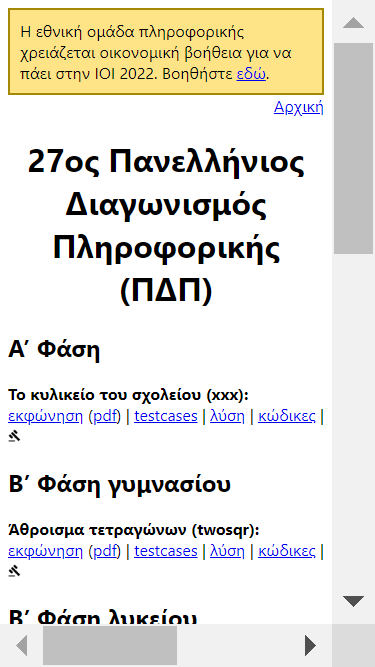 Η εθνική ομάδα πληροφορικής
χρειάζεται οικονομική βοήθεια για να
πάει στην ΙΟΙ 2022. Βοηθήστε εδώ.
Αρχική
27ος Πανελλήνιος
Διαγωνισμός
Πληροφορικής
(ΠΔΠ)
Α’ Φάση
Το κυλικείο του σχολείου (xxx):
εκφώνηση (pdf) | testcases | λύση | κώδικες |
Β’ Φάση γυμνασίου
Άθροισμα τετραγώνων (twosqr):
εκφώνηση (pdf) | testcases | λύση | κώδικες |
Β’ Φάση λυκείου